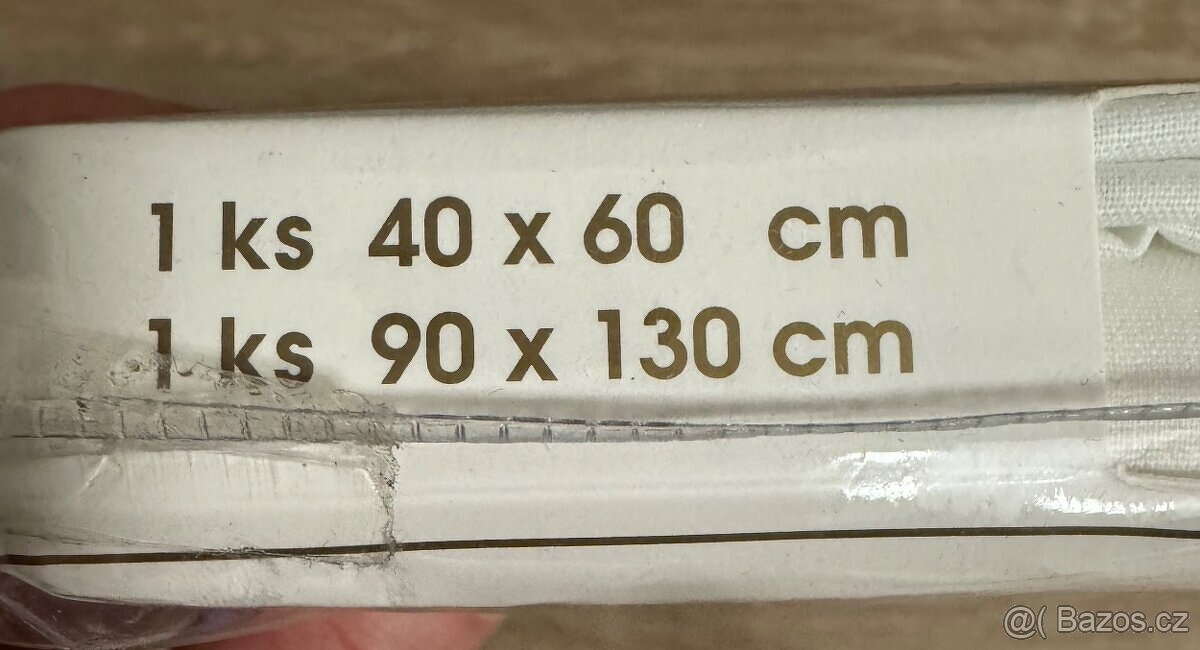 1 ks 40 x 60 cm
1 ks 90 x 130 cm
@( Bazos.cz